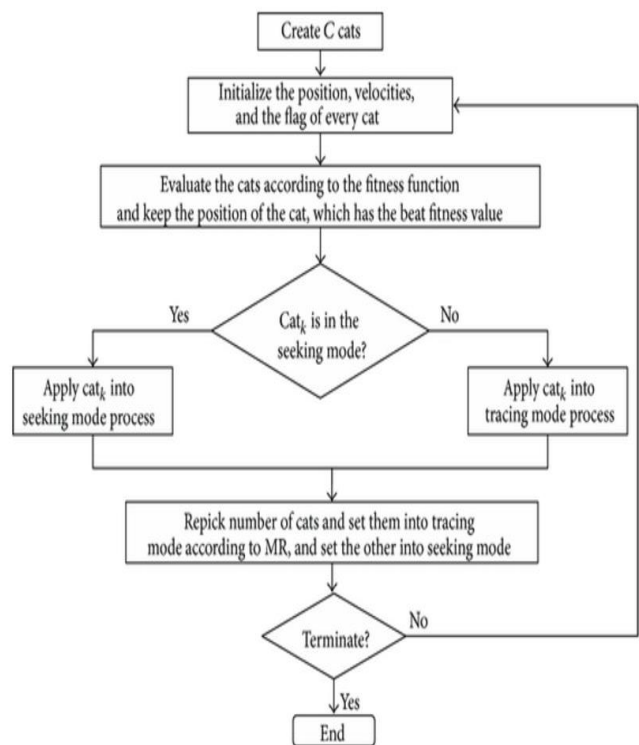 Create C cats
Initialize the position, velocities,
and the flag of every cat
Evaluate the cats according to the fitness function
and keep the position of the cat, which has the beat fitness value
Yes
Catₖ is in the
seeking mode?
No
Apply catₖ into
seeking mode process
Apply catₖ into
tracing mode process
Repick number of cats and set them into tracing
mode according to MR, and set the other into seeking mode
Terminate?
No
Yes
End